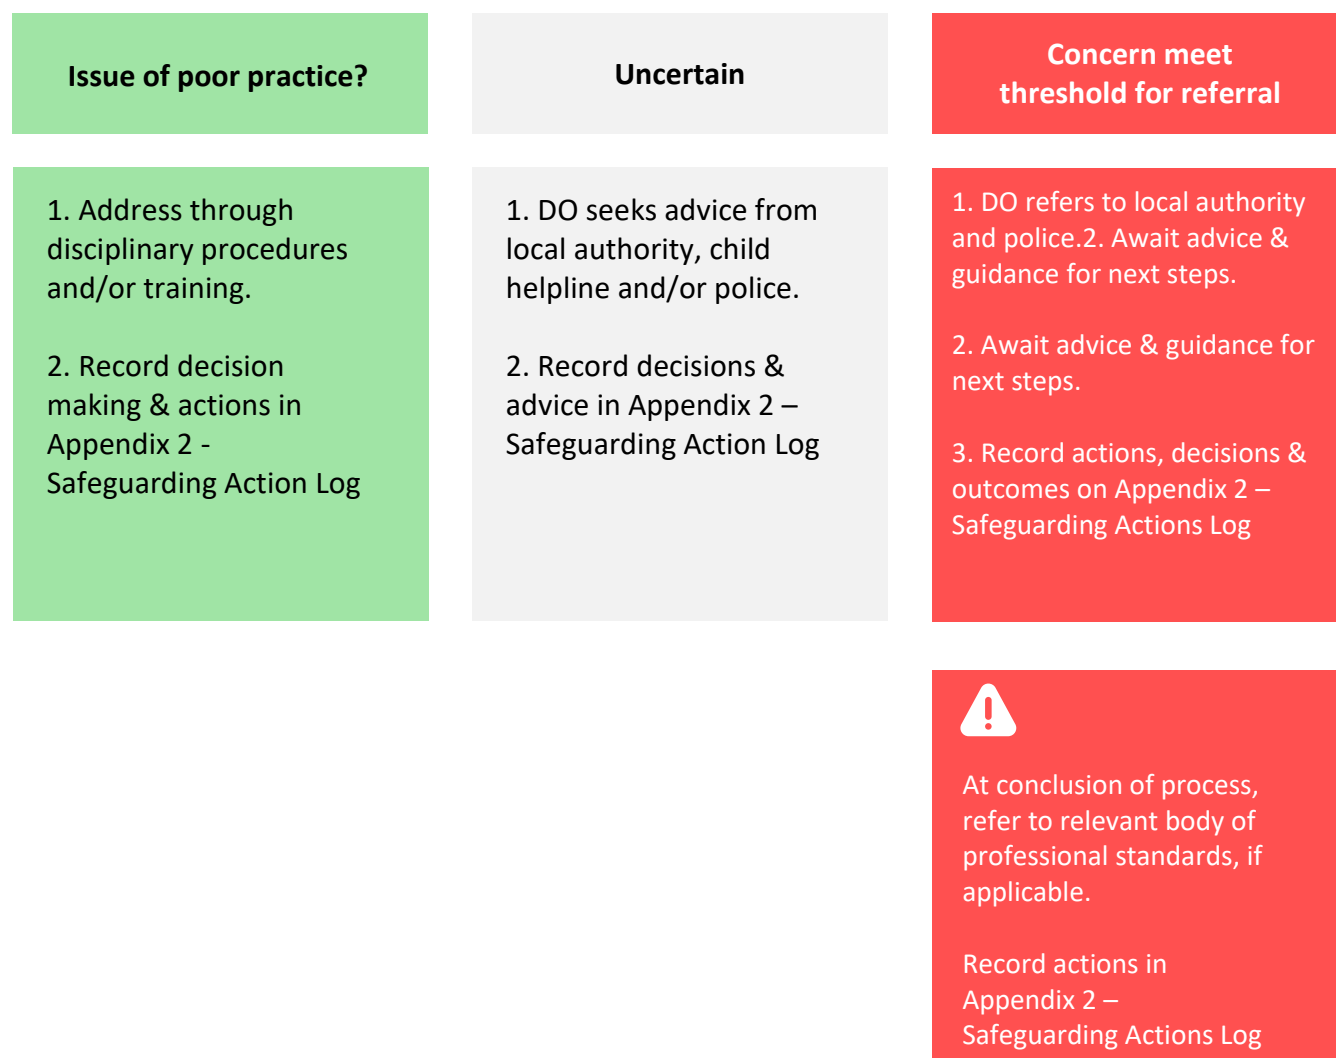 Issue of poor practice?
Uncertain
Concern meet
threshold for referral
1. Address through
disciplinary procedures
and/or training.
2. Record decision
making & actions in
Appendix 2 -
Safeguarding Action Log
1. DO seeks advice from
local authority, child
helpline and/or police.
2. Record decisions &
advice in Appendix 2 –
Safeguarding Action Log
1. DO refers to local authority
and police.2. Await advice &
guidance for next steps.
2. Await advice & guidance for
next steps.
3. Record actions, decisions &
outcomes on Appendix 2 –
Safeguarding Actions Log
At conclusion of process,
refer to relevant body of
professional standards, if
applicable.
Record actions in
Appendix 2 –
Safeguarding Actions Log